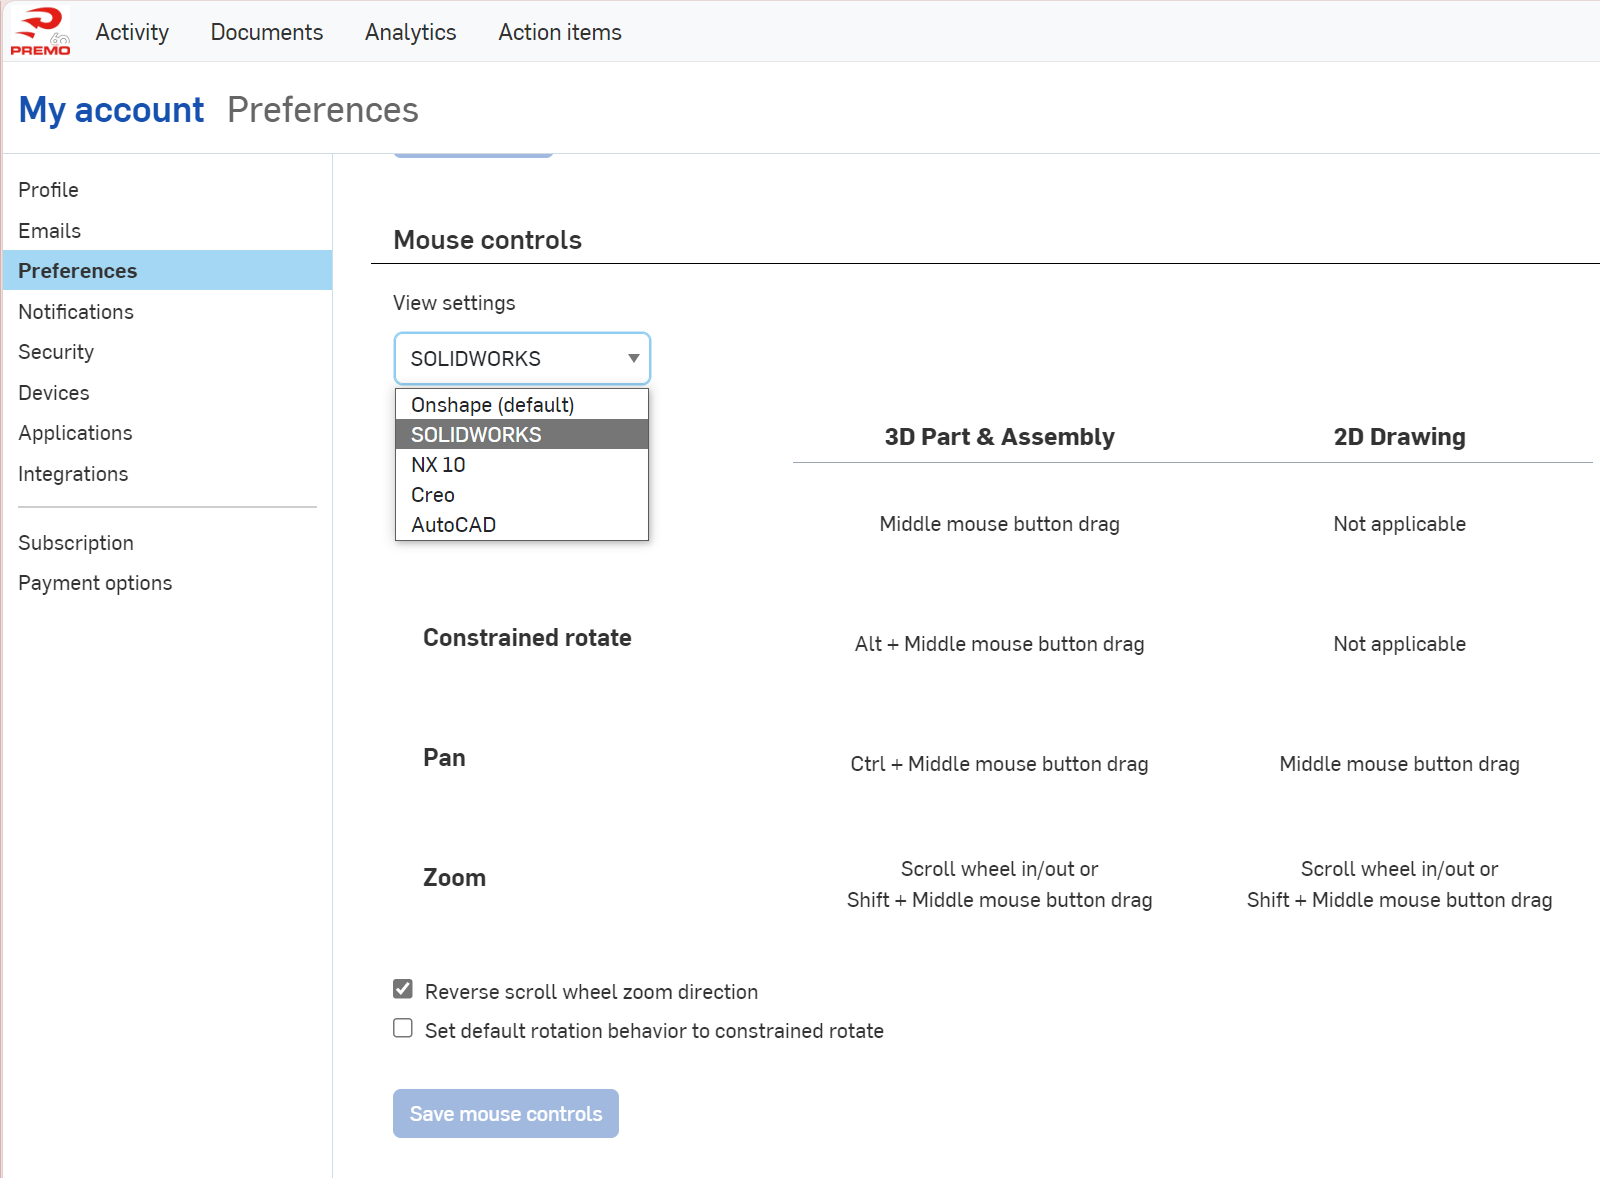 PREMO
60
Activity
Documents
Analytics
Action items
My account
Preferences
Profile
Emails
Preferences
Notifications
Security
Devices
Applications
Integrations
Subscription
Payment options
Mouse controls
View settings
SOLIDWORKS
Onshape (default)
SOLIDWORKS
NX 10
Creo
AutoCAD
3D Part & Assembly
2D Drawing
Middle mouse button drag
Not applicable
Constrained rotate
Alt + Middle mouse button drag
Not applicable
Pan
Ctrl + Middle mouse button drag
Middle mouse button drag
Zoom
Scroll wheel in/out or
Shift + Middle mouse button drag
Scroll wheel in/out or
Shift + Middle mouse button drag
Reverse scroll wheel zoom direction
Set default rotation behavior to constrained rotate
Save mouse controls